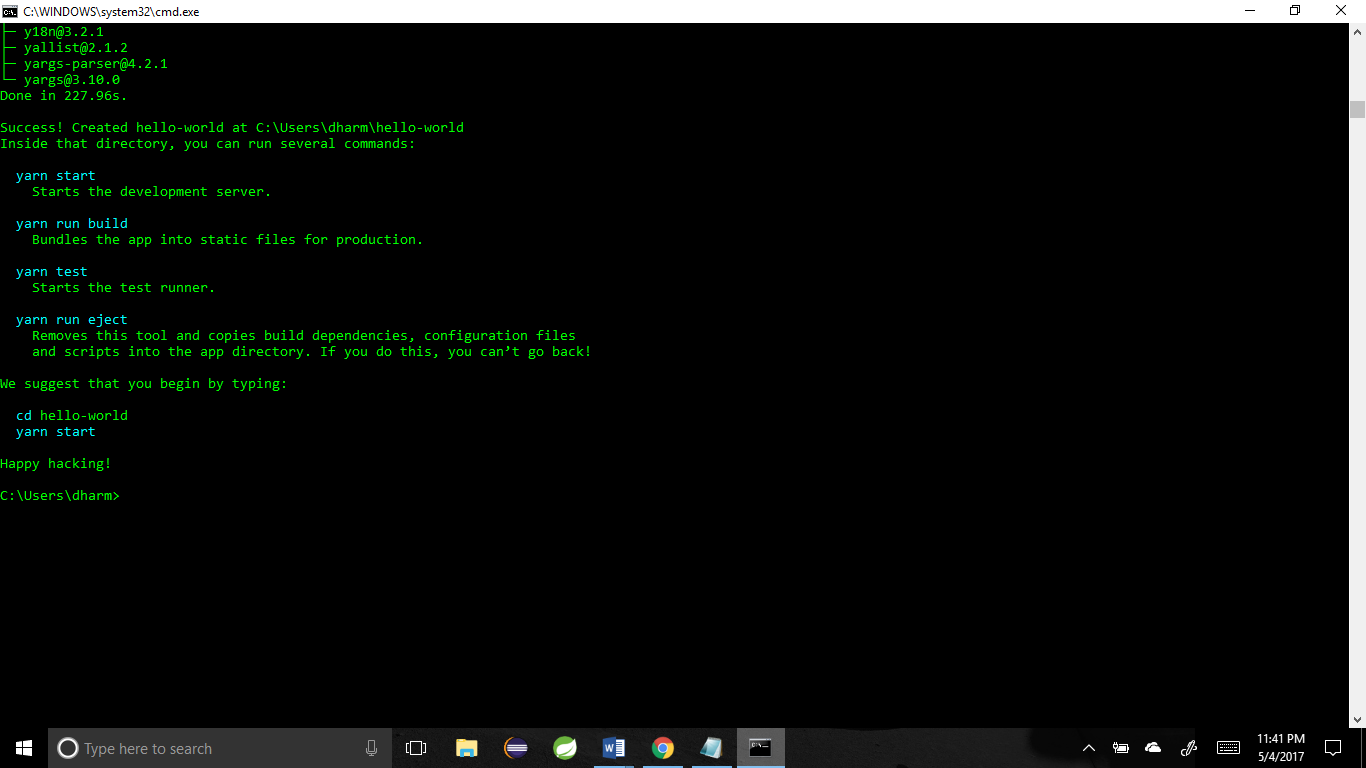 C:\WINDOWS\system32\cmd.exe
├─ y18n@3.2.1
├─ yallist@2.1.2
├─ yargs-parser@4.2.1
└─ yargs@3.10.0
Done in 227.96s.
Success! Created hello-world at C:\Users\dharm\hello-world
Inside that directory, you can run several commands:
yarn start
Starts the development server.
yarn run build
Bundles the app into static files for production.
yarn test
Starts the test runner.
yarn run eject
Removes this tool and copies build dependencies, configuration files
and scripts into the app directory. If you do this, you can’t go back!
We suggest that you begin by typing:
cd hello-world
yarn start
Happy hacking!
C:\Users\dharm>
Type here to search
11:41 PM
5/4/2017